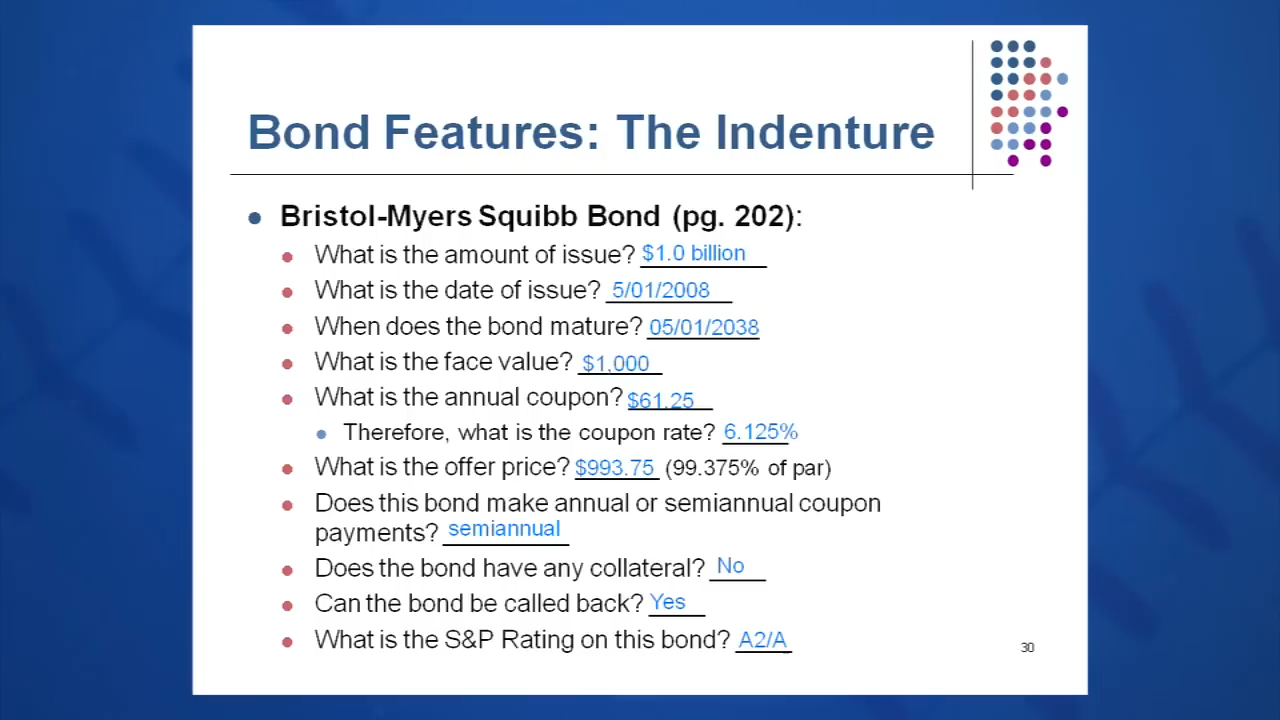 Bond Features: The Indenture
Bristol-Myers Squibb Bond (pg. 202):
What is the amount of issue? $1.0 billion
What is the date of issue? 5/01/2008
When does the bond mature? 05/01/2038
What is the face value? $1,000
What is the annual coupon? $61.25
Therefore, what is the coupon rate? 6.125%
What is the offer price? $993.75 (99.375% of par)
Does this bond make annual or semiannual coupon
payments? semiannual
Does the bond have any collateral? No
Can the bond be called back? Yes
What is the S&P Rating on this bond? A2/A
30